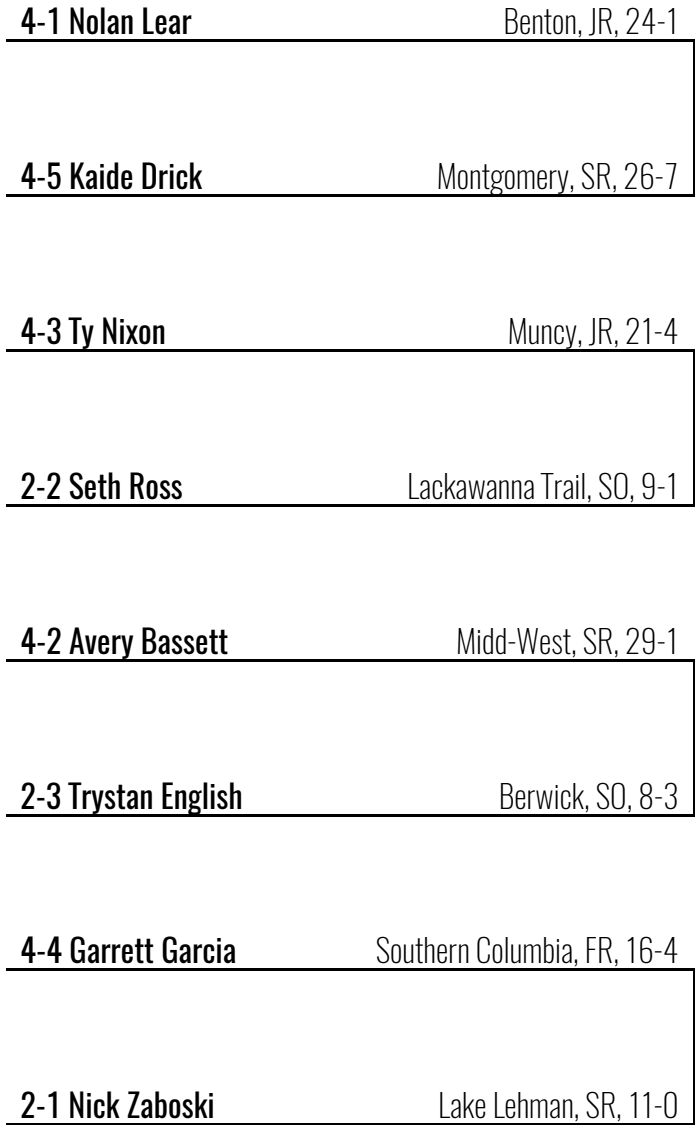 4-1 Nolan Lear Benton, JR, 24-1
4-5 Kaide Drick Montgomery, SR, 26-7
4-3 Ty Nixon Muncy, JR, 21-4
2-2 Seth Ross Lackawanna Trail, SO, 9-1
4-2 Avery Bassett Midd-West, SR, 29-1
2-3 Trystan English Berwick, SO, 8-3
4-4 Garrett Garcia Southern Columbia, FR, 16-4
2-1 Nick Zaboski Lake Lehman, SR, 11-0